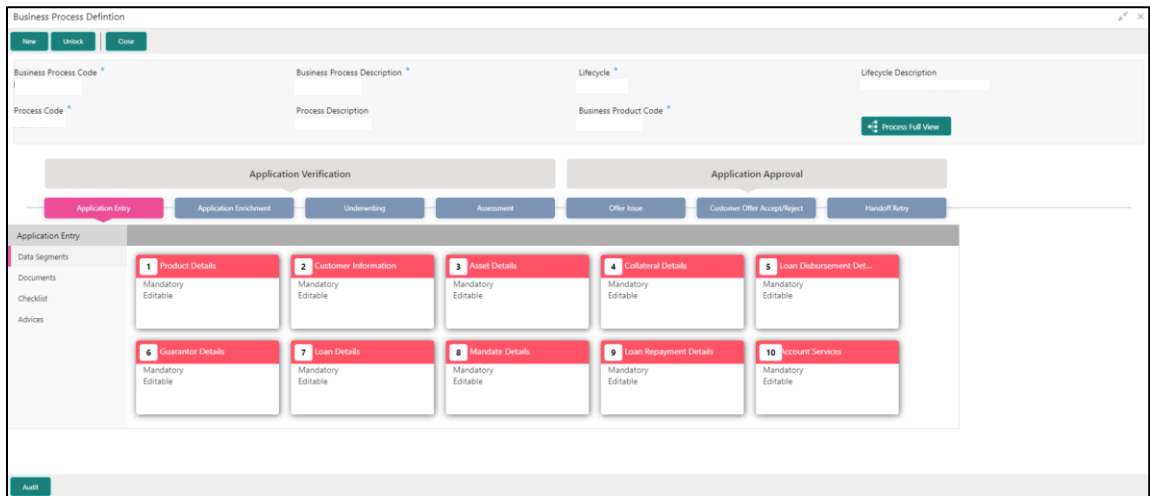 Business Process Defintion
New Unlock Close
Business Process Code * Business Process Description * Lifecycle * Lifecycle Description
Process Code * Process Description Business Product Code * Process Full View
Application Verification Application Approval
Application Entry Application Enrichment Underwriting Assessment Offer Issue Customer Offer Accept/Reject Handoff Retry
Application Entry
Data Segments
Documents
Checklist
Advices
1 Product Details 2 Customer Information 3 Asset Details 4 Collateral Details 5 Loan Disbursement Det...
Mandatory Mandatory Mandatory Mandatory Mandatory
Editable Editable Editable Editable Editable
6 Guarantor Details 7 Loan Details 8 Mandate Details 9 Loan Repayment Details 10 Account Services
Mandatory Mandatory Mandatory Mandatory Mandatory
Editable Editable Editable Editable Editable
Audit